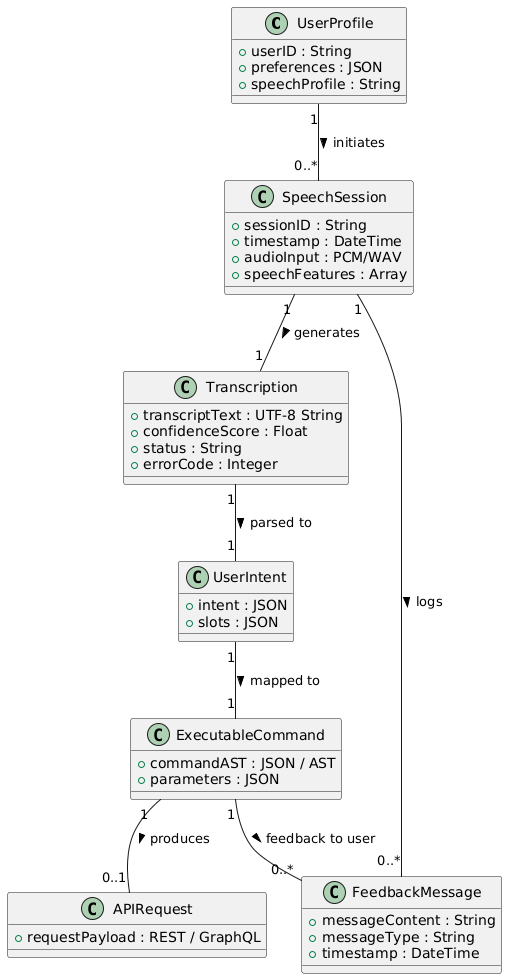 C UserProfile
userID : String
preferences : JSON
speechProfile : String
1
initiates
0..*
C SpeechSession
sessionID : String
timestamp : DateTime
audioInput : PCM/WAV
speechFeatures : Array
1
1
generates
1
C Transcription
transcriptText : UTF-8 String
confidenceScore : Float
status : String
errorCode : Integer
1
parsed to
1
C UserIntent
intent : JSON
slots : JSON
logs
1
mapped to
1
C ExecutableCommand
commandAST : JSON / AST
parameters : JSON
1
1
produces
feedback to user
0..1
0..*
0..*
C APIRequest
requestPayload : REST / GraphQL
C FeedbackMessage
messageContent : String
messageType : String
timestamp : DateTime